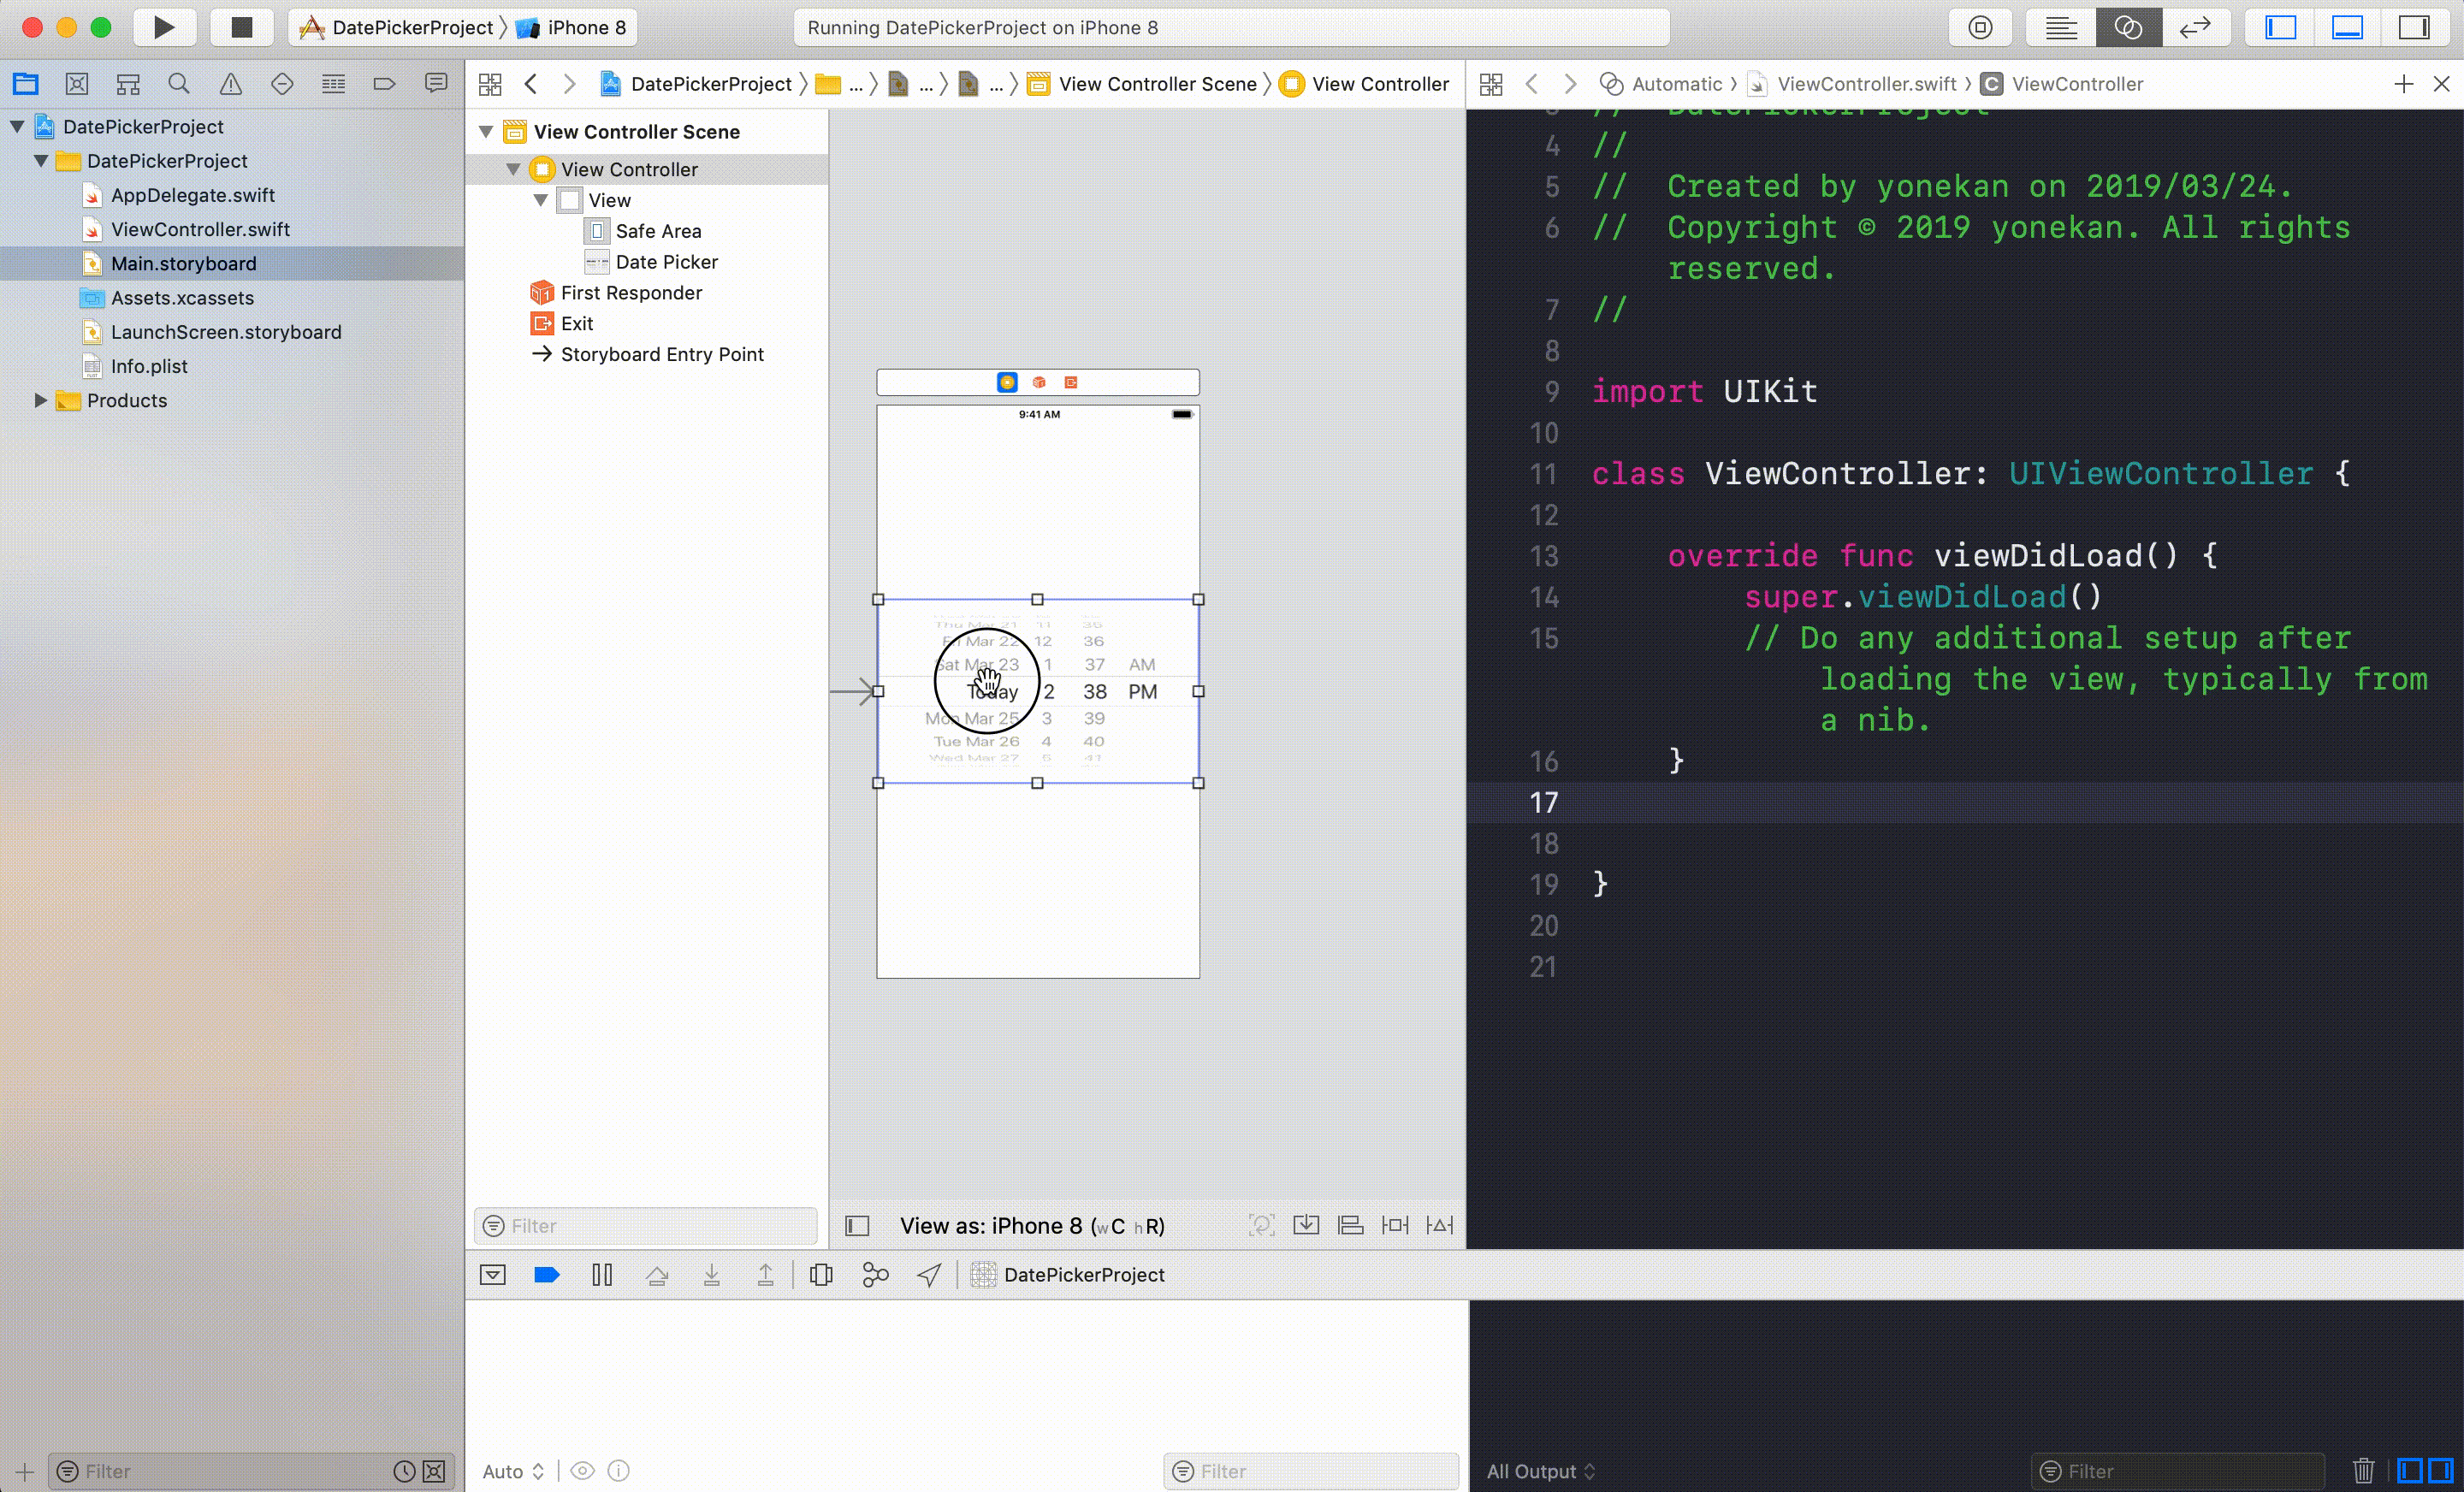 DatePickerProject 〉 iPhone 8
Running DatePickerProject on iPhone 8
DatePickerProject 〉 ... 〉 ... 〉 ... 〉 View Controller Scene 〉 View Controller
Automatic 〉 ViewController.swift 〉 C ViewController
DatePickerProject
DatePickerProject
AppDelegate.swift
ViewController.swift
Main.storyboard
Assets.xcassets
LaunchScreen.storyboard
Info.plist
Products
View Controller Scene
View Controller
View
Safe Area
Date Picker
First Responder
Exit
Storyboard Entry Point
9:41 AM
Thu Mar 21 11 35
Fri Mar 22 12 36
Sat Mar 23 1 37 AM
Today 2 38 PM
Mon Mar 25 3 39
Tue Mar 26 4 40
Wed Mar 27 5 41
3 // DatePickerProject
4 //
5 // Created by yonekan on 2019/03/24.
6 // Copyright © 2019 yonekan. All rights
reserved.
7 //
8
9 import UIKit
10
11 class ViewController: UIViewController {
12
13 override func viewDidLoad() {
14 super.viewDidLoad()
15 // Do any additional setup after
loading the view, typically from
a nib.
16 }
17
18
19 }
20
21
Filter
View as: iPhone 8 (wC hR)
DatePickerProject
Filter
Auto
Filter
All Output
Filter